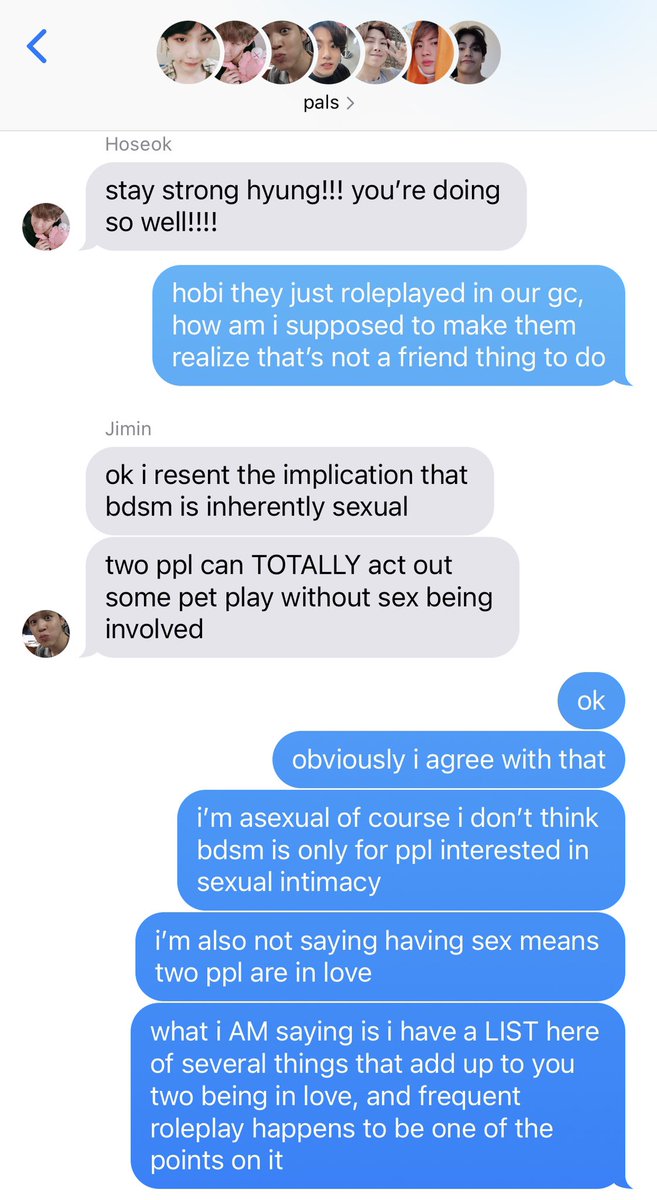 pals >
Hoseok
stay strong hyung!!! you’re doing
so well!!!!
hobi they just roleplayed in our gc,
how am i supposed to make them
realize that’s not a friend thing to do
Jimin
ok i resent the implication that
bdsm is inherently sexual
two ppl can TOTALLY act out
some pet play without sex being
involved
ok
obviously i agree with that
i’m asexual of course i don’t think
bdsm is only for ppl interested in
sexual intimacy
i’m also not saying having sex means
two ppl are in love
what i AM saying is i have a LIST here
of several things that add up to you
two being in love, and frequent
roleplay happens to be one of the
points on it